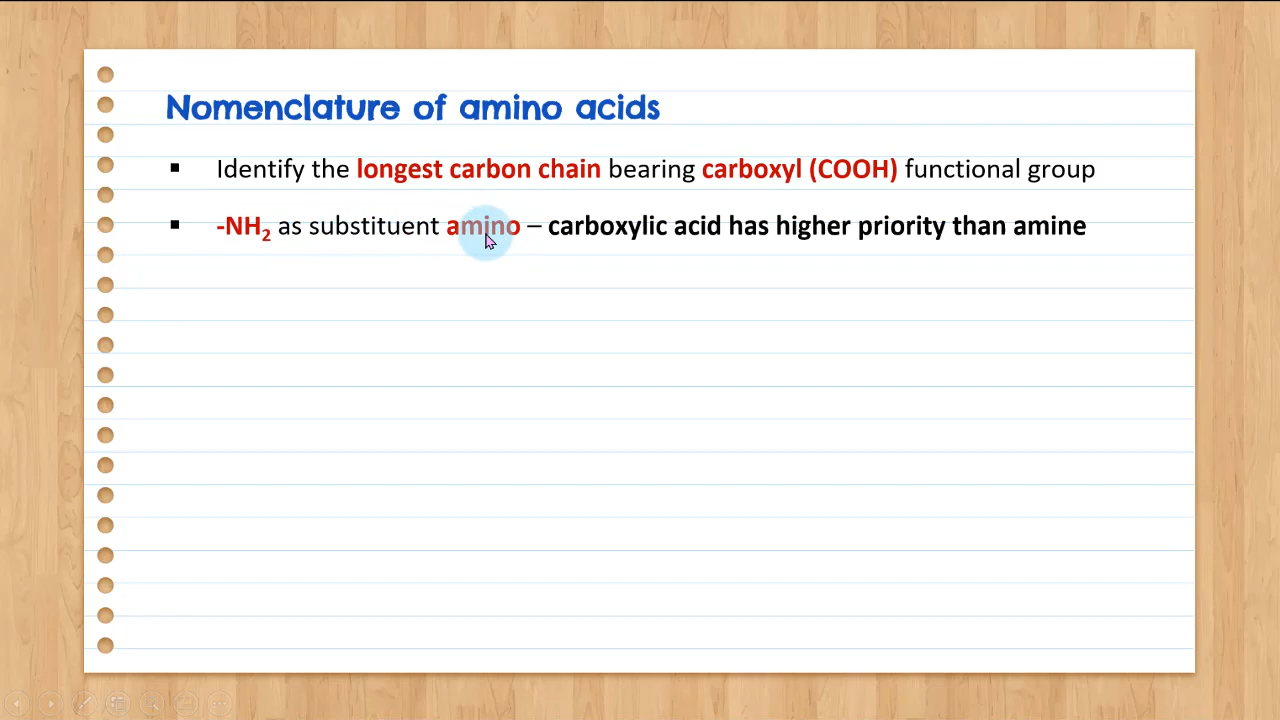 Nomenclature of amino acids
▪ Identify the longest carbon chain bearing carboxyl (COOH) functional group
▪ -NH₂ as substituent amino – carboxylic acid has higher priority than amine